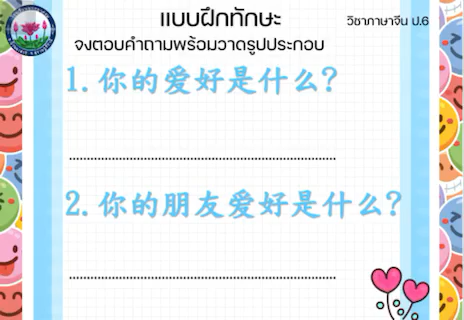 แบบฝึกทักษะ
วิชาภาษาจีน ป.6
จงตอบคำถามพร้อมวาดรูปประกอบ
1. 你的爱好是什么?
2. 你的朋友爱好是什么?